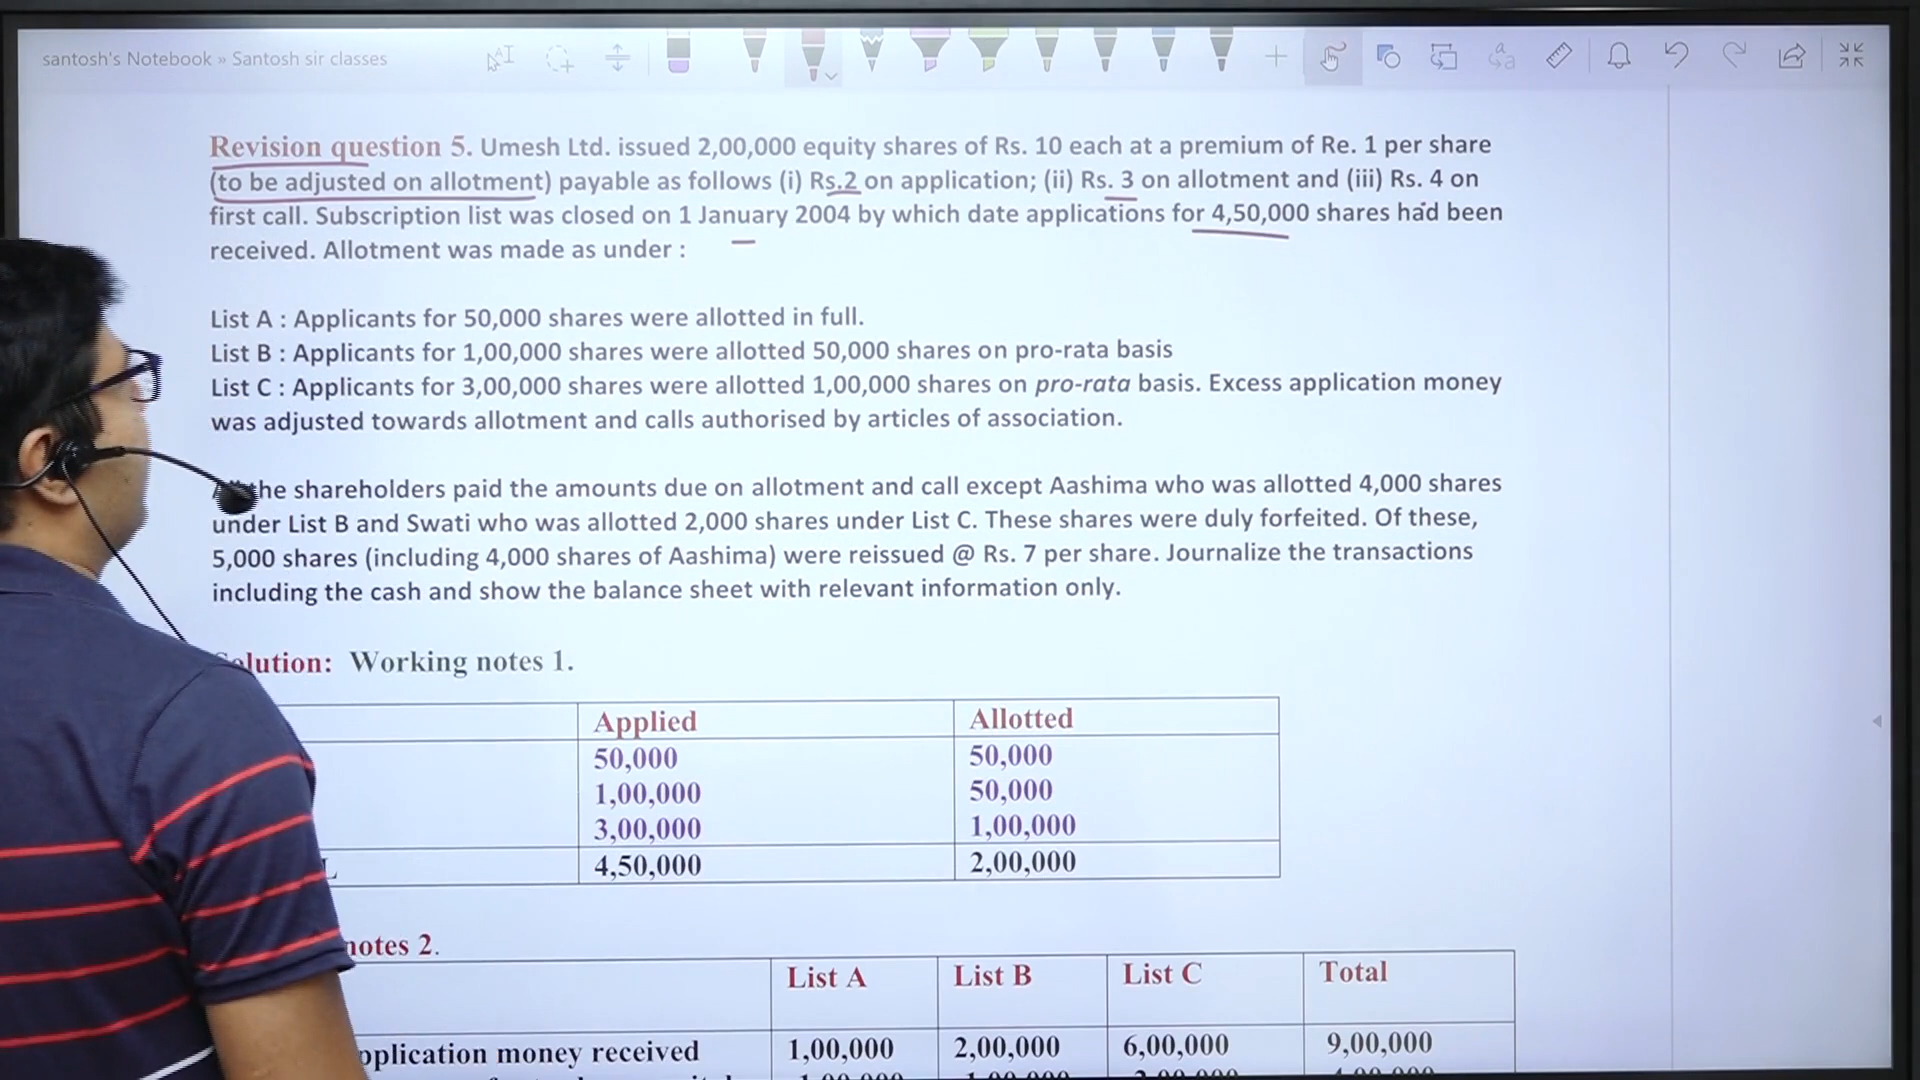 santosh's Notebook » Santosh sir classes
Revision question 5. Umesh Ltd. issued 2,00,000 equity shares of Rs. 10 each at a premium of Re. 1 per share
(to be adjusted on allotment) payable as follows (i) Rs.2 on application; (ii) Rs. 3 on allotment and (iii) Rs. 4 on
first call. Subscription list was closed on 1 January 2004 by which date applications for 4,50,000 shares had been
received. Allotment was made as under :
List A : Applicants for 50,000 shares were allotted in full.
List B : Applicants for 1,00,000 shares were allotted 50,000 shares on pro-rata basis
List C : Applicants for 3,00,000 shares were allotted 1,00,000 shares on pro-rata basis. Excess application money
was adjusted towards allotment and calls authorised by articles of association.
the shareholders paid the amounts due on allotment and call except Aashima who was allotted 4,000 shares
under List B and Swati who was allotted 2,000 shares under List C. These shares were duly forfeited. Of these,
5,000 shares (including 4,000 shares of Aashima) were reissued @ Rs. 7 per share. Journalize the transactions
including the cash and show the balance sheet with relevant information only.
Solution: Working notes 1.
Applied Allotted
50,000 50,000
1,00,000 50,000
3,00,000 1,00,000
L 4,50,000 2,00,000
notes 2.
List A List B List C Total
pplication money received 1,00,000 2,00,000 6,00,000 9,00,000